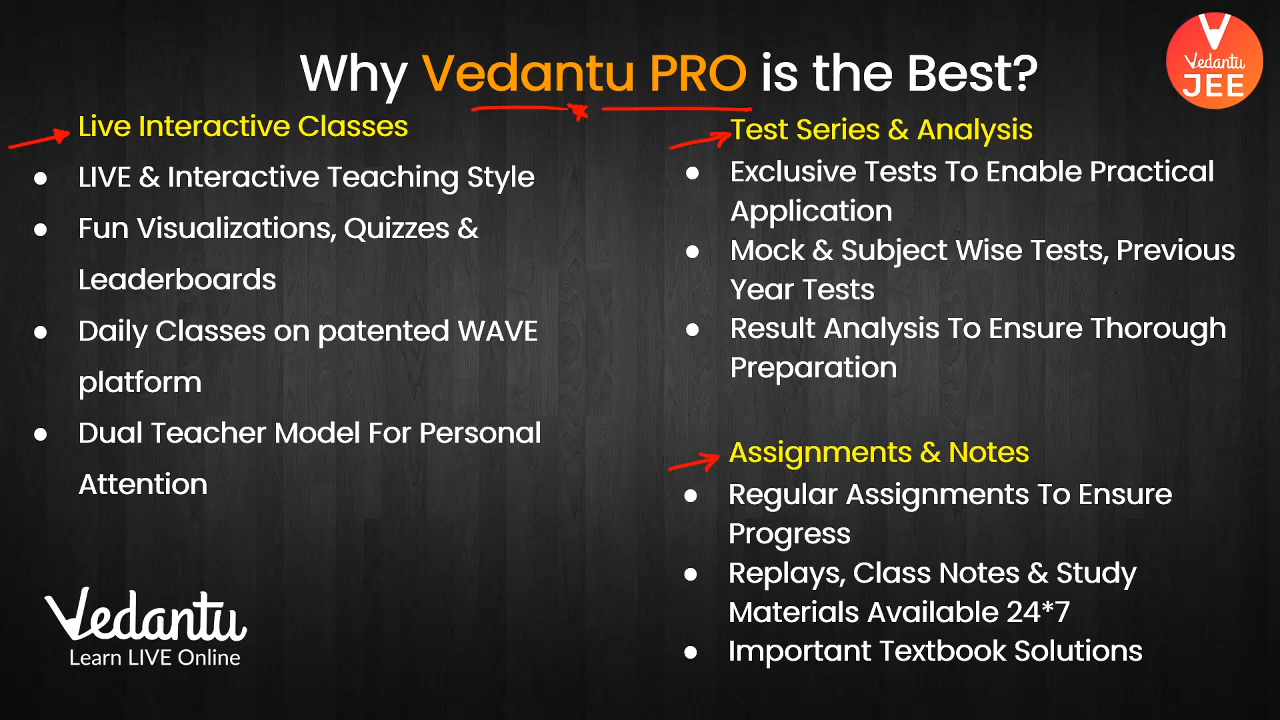 Why Vedantu PRO is the Best?
Vedantu
JEE
Live Interactive Classes
● LIVE & Interactive Teaching Style
● Fun Visualizations, Quizzes &
Leaderboards
● Daily Classes on patented WAVE
platform
● Dual Teacher Model For Personal
Attention
Test Series & Analysis
● Exclusive Tests To Enable Practical
Application
● Mock & Subject Wise Tests, Previous
Year Tests
● Result Analysis To Ensure Thorough
Preparation
Assignments & Notes
● Regular Assignments To Ensure
Progress
● Replays, Class Notes & Study
Materials Available 24*7
● Important Textbook Solutions
Vedantu
Learn LIVE Online